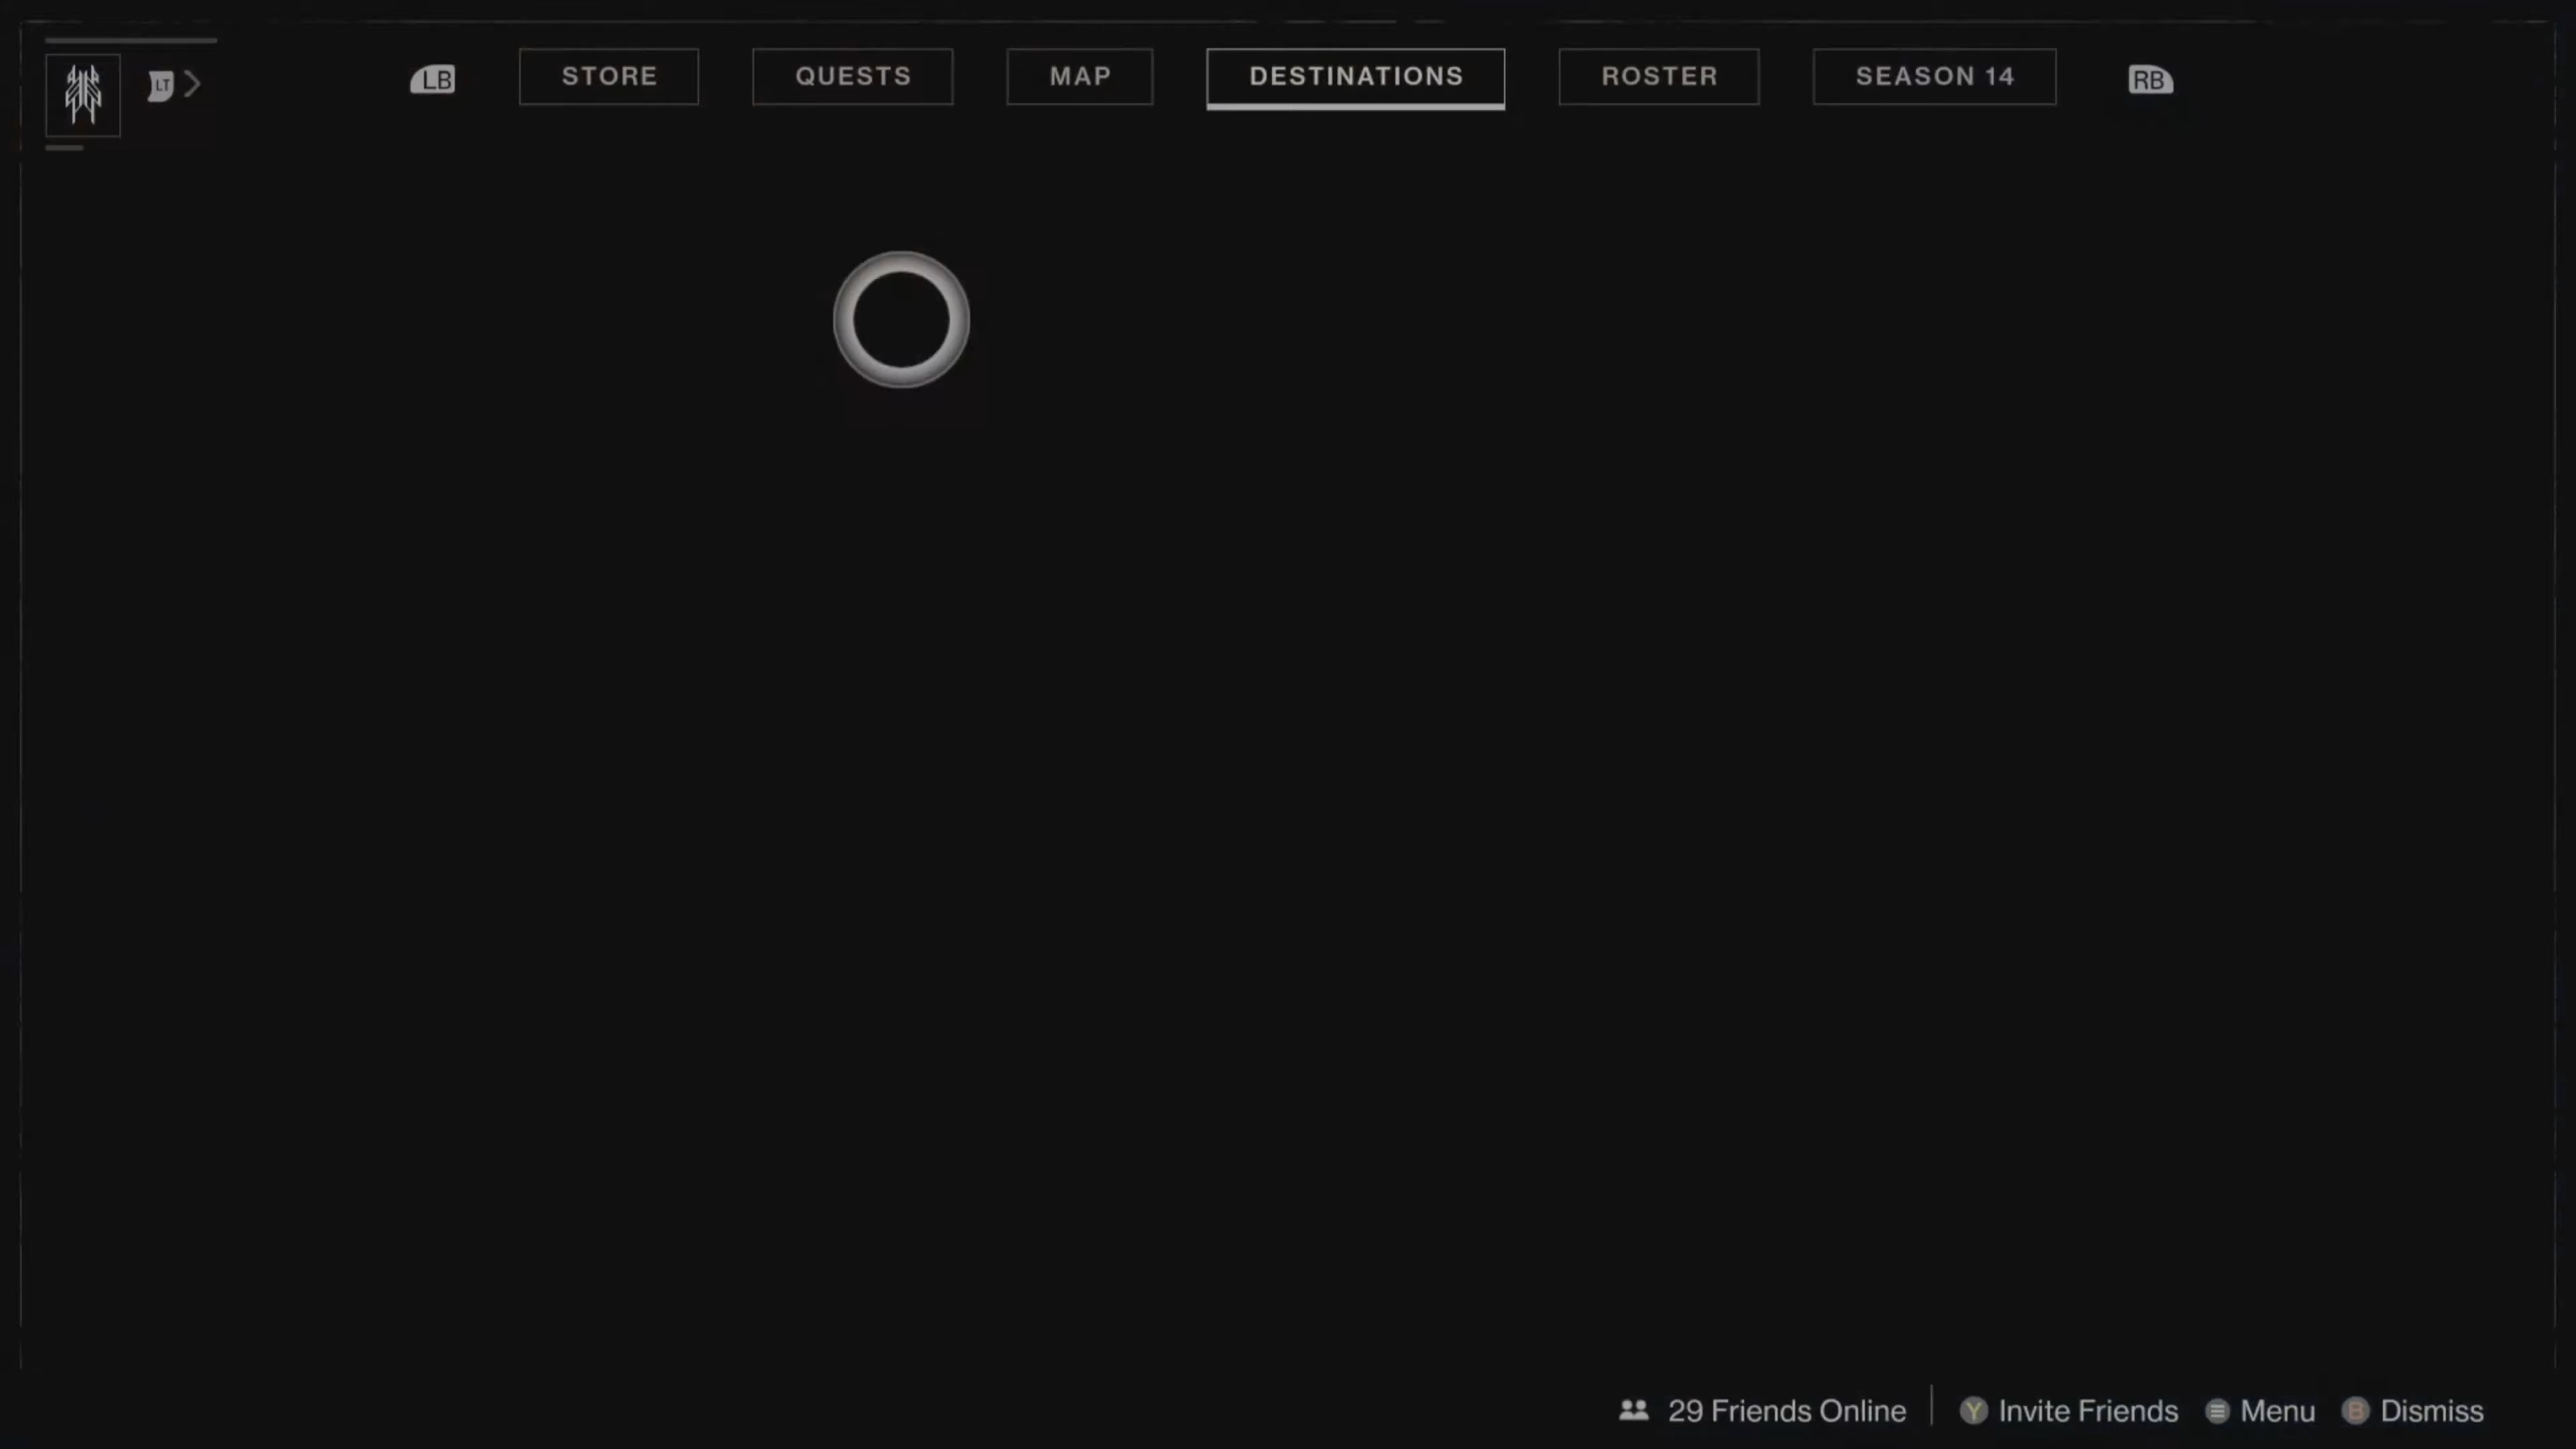 LT
LB
STORE
QUESTS
MAP
DESTINATIONS
ROSTER
SEASON 14
RB
29 Friends Online
Y Invite Friends
Menu
B Dismiss